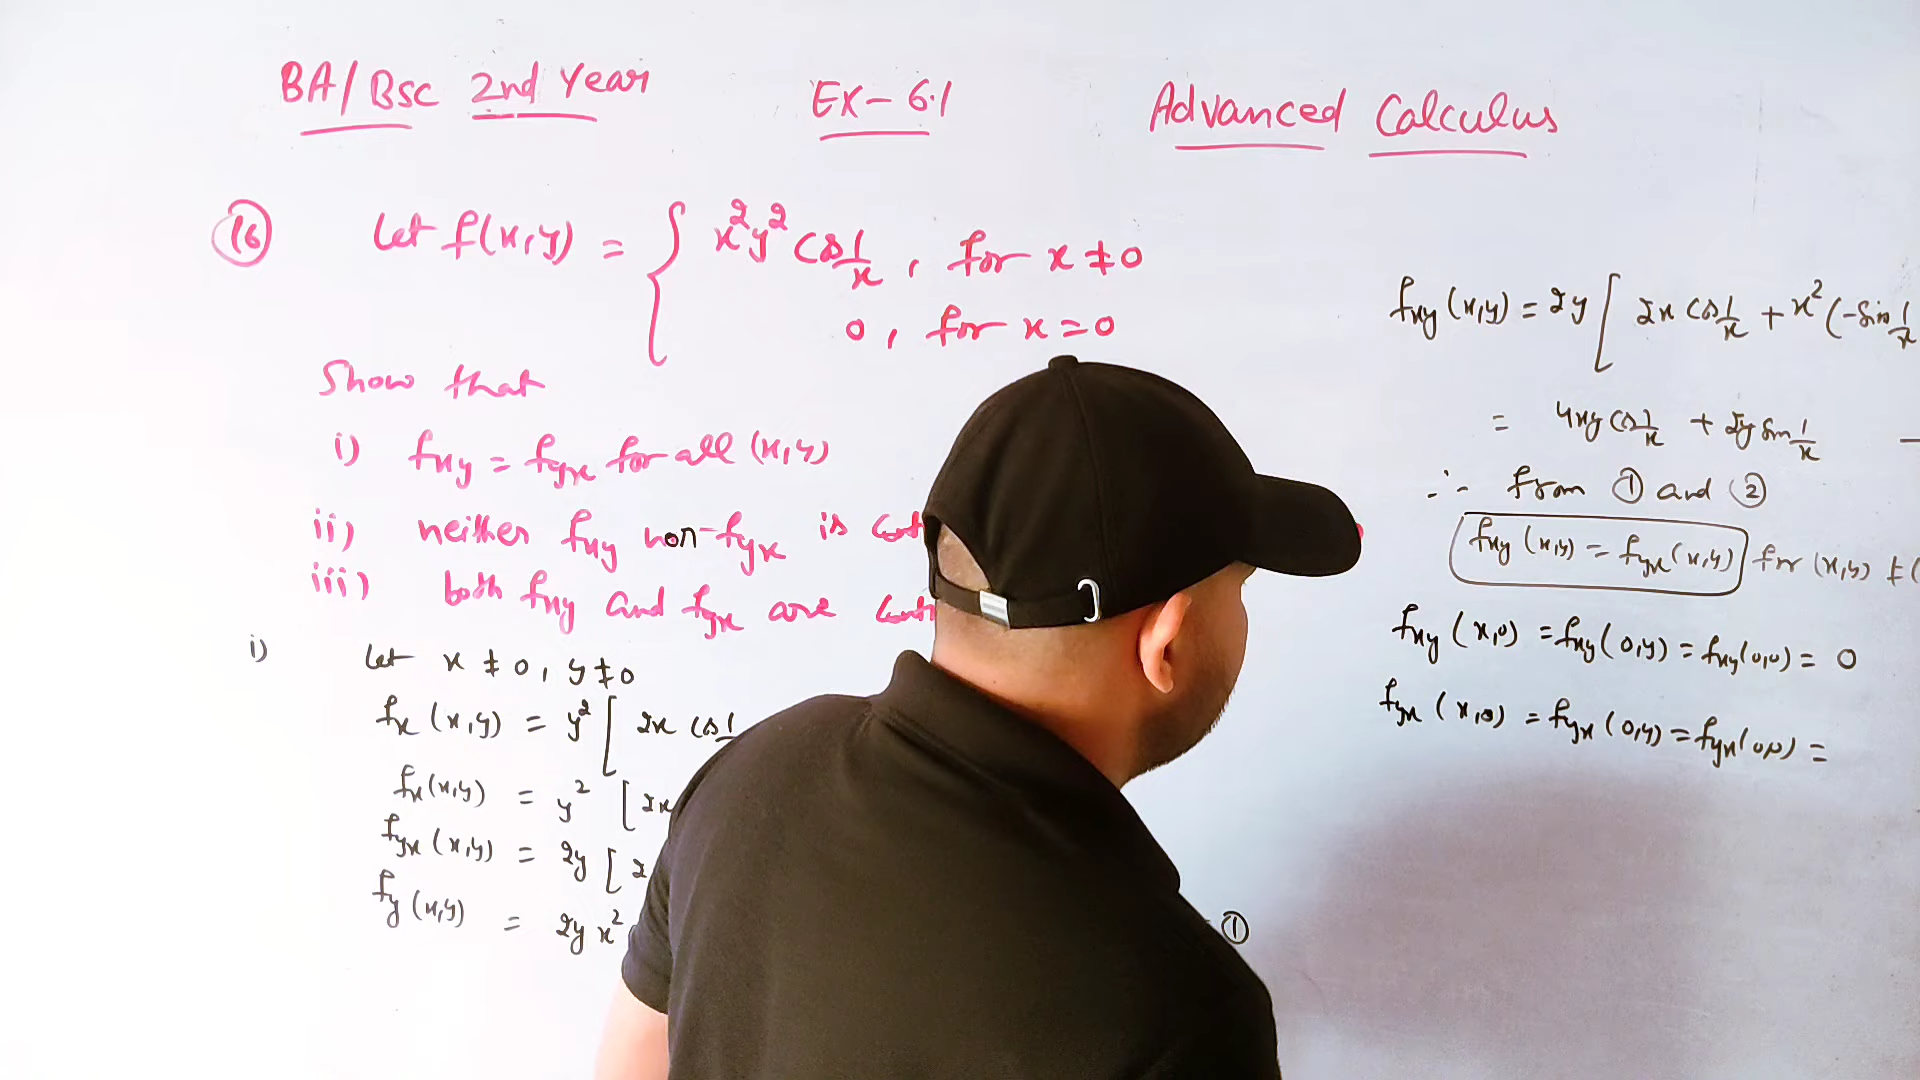 BA/BSC 2nd Year EX-6.1 Advanced Calculus
(16) Let f(x,y) = { x²y² cos 1/x , for x ≠ 0
0 , for x = 0
Show that
i) fxy = fyx for all (x,y)
ii) neither fxy nor fyx is
iii) both fxy and fyx are
i) Let x ≠ 0 , y ≠ 0
fx (x,y) = y² [ 2x cos 1
fx(x,y) = y² [2x
fyx (x,y) = 2y [
fy (x,y) = 2y x²
①
fxy (x,y) = 2y [ 2x cos 1/x + x² (-sin 1/x
= 4xy cos 1/x + 2y sin 1/x —
∴ from ① and ②
fxy (x,y) = fyx(x,y) for (x,y) ≠ (
fxy (x,0) = fxy(0,y) = fxy(0,0) = 0
fyx (x,0) = fyx (0,y) = fyx(0,0) =